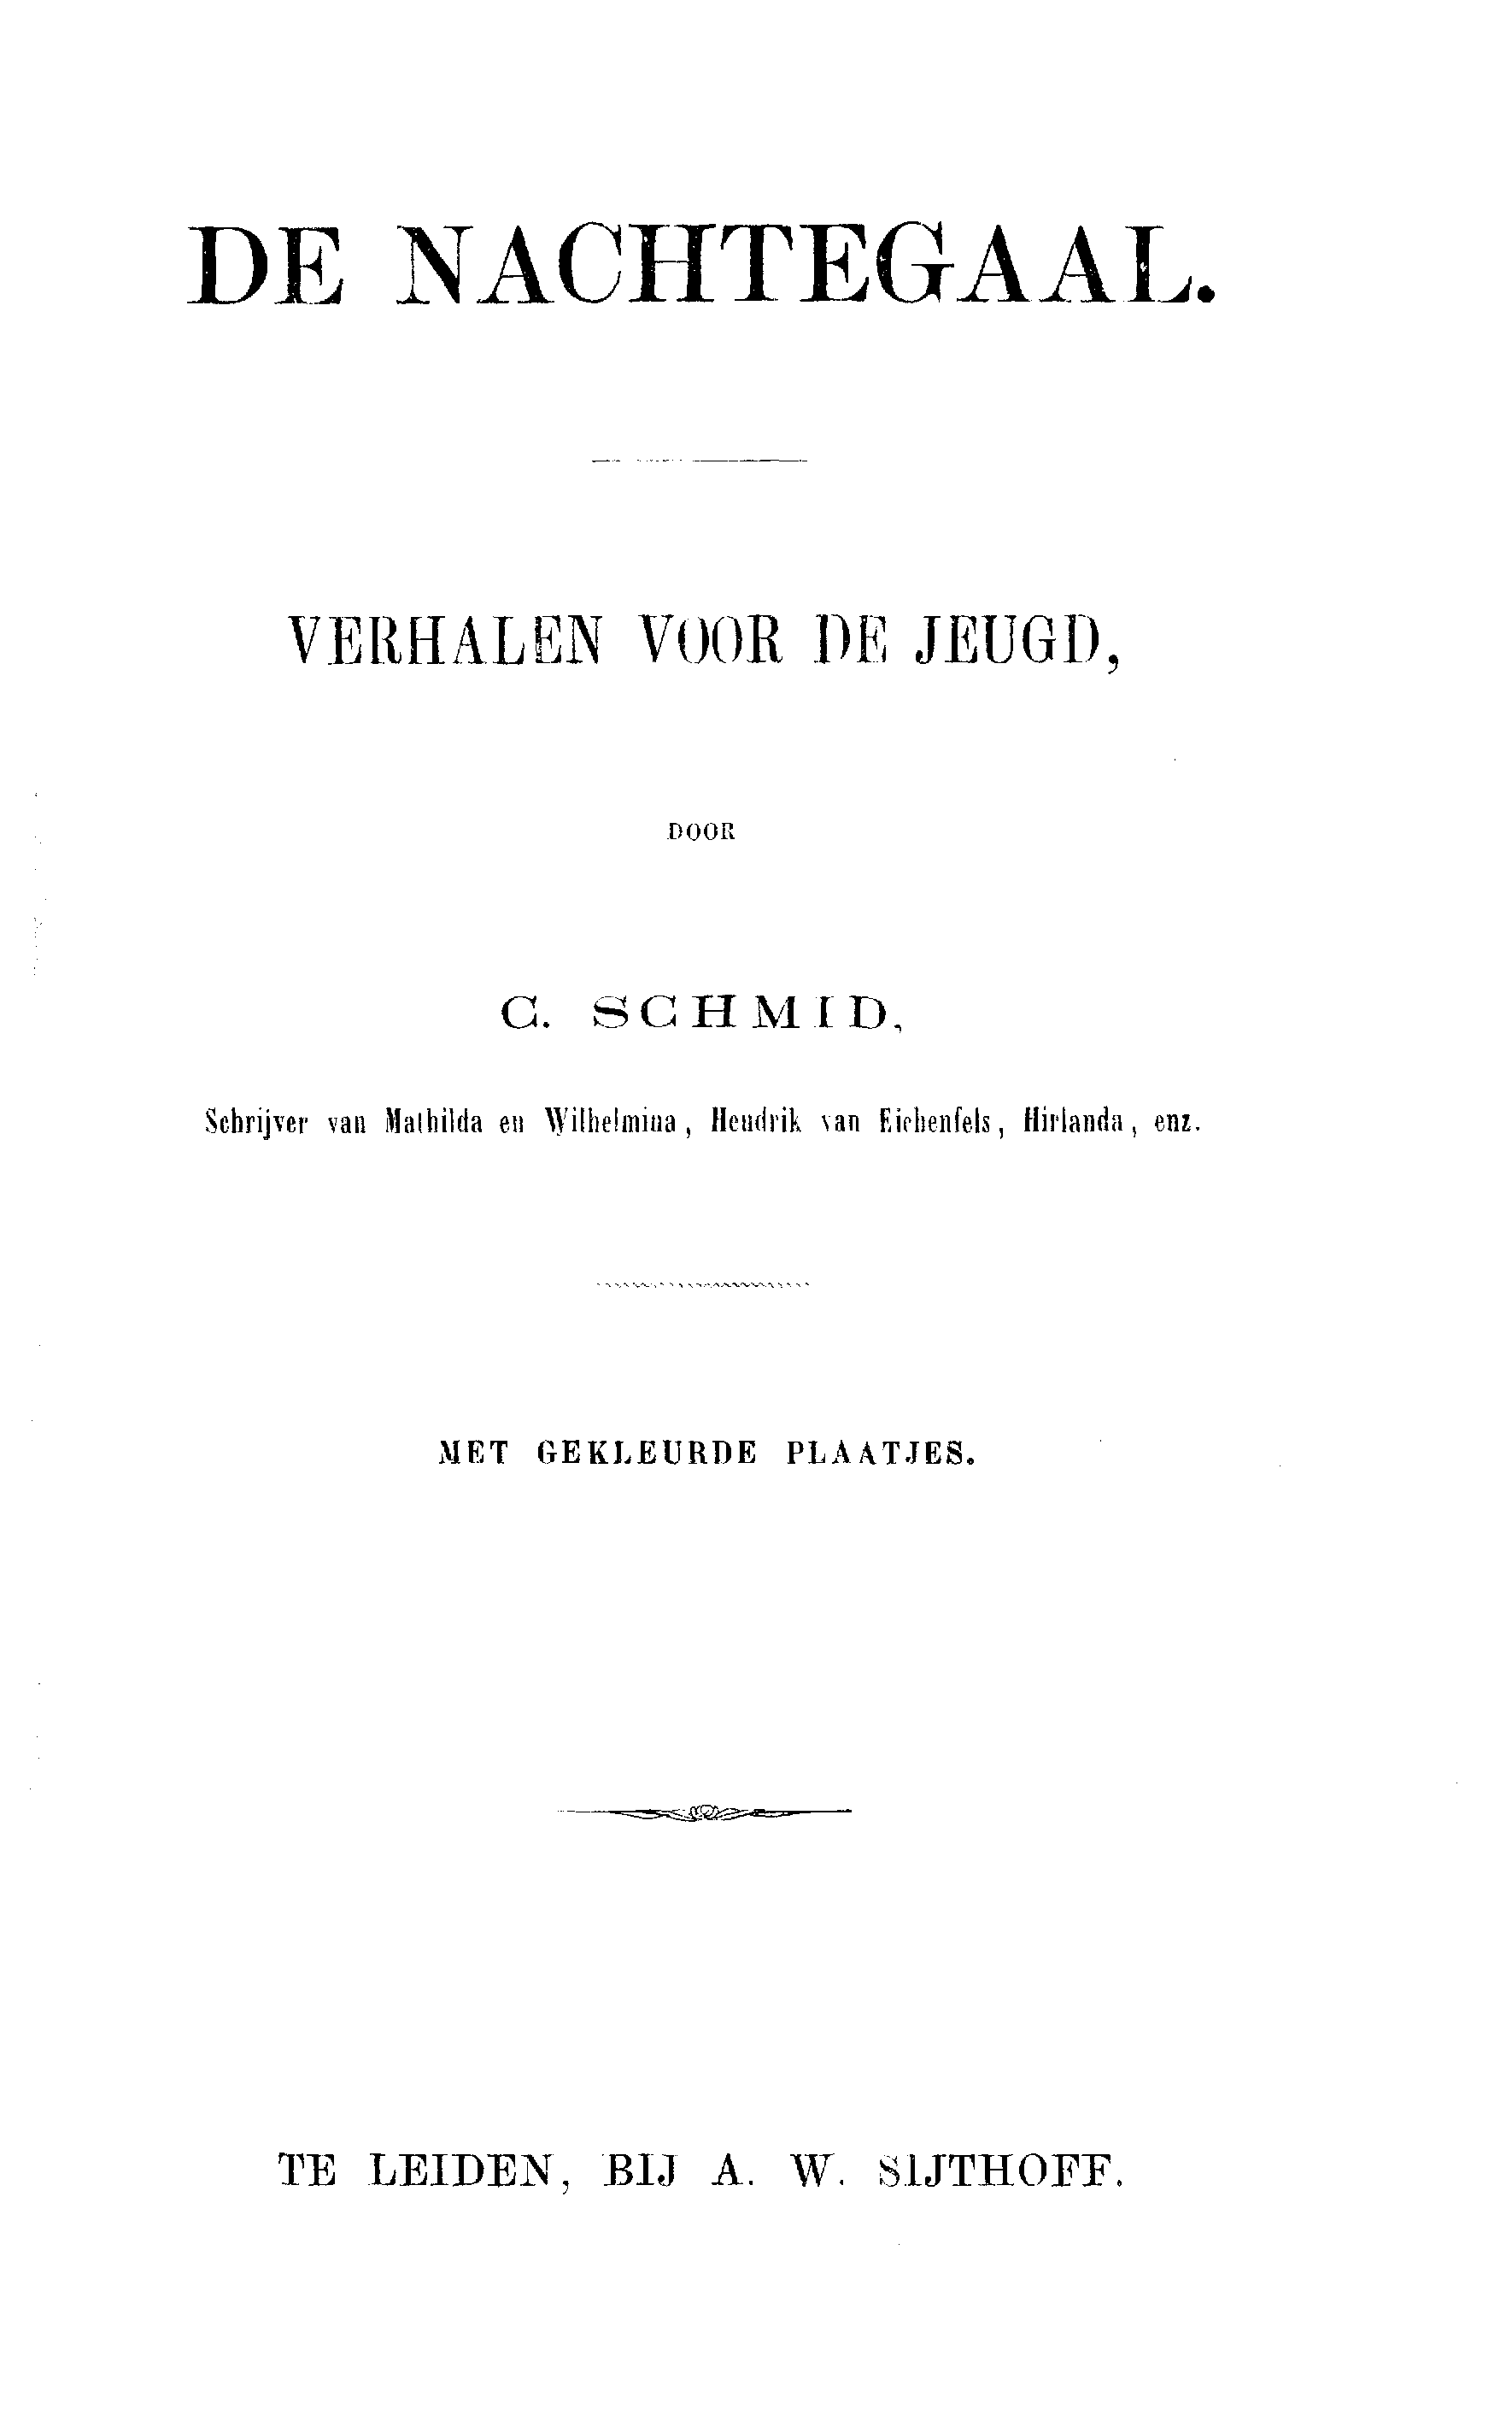 DE NACHTEGAAL.
VERHALEN VOOR DE JEUGD,
DOOR
C. SCHMID,
Schrijver van Mathilda en Wilhelmina, Hendrik van Eichenfels, Hirlanda, enz.
MET GEKLEURDE PLAATJES.
TE LEIDEN, BIJ A. W. SIJTHOFF.